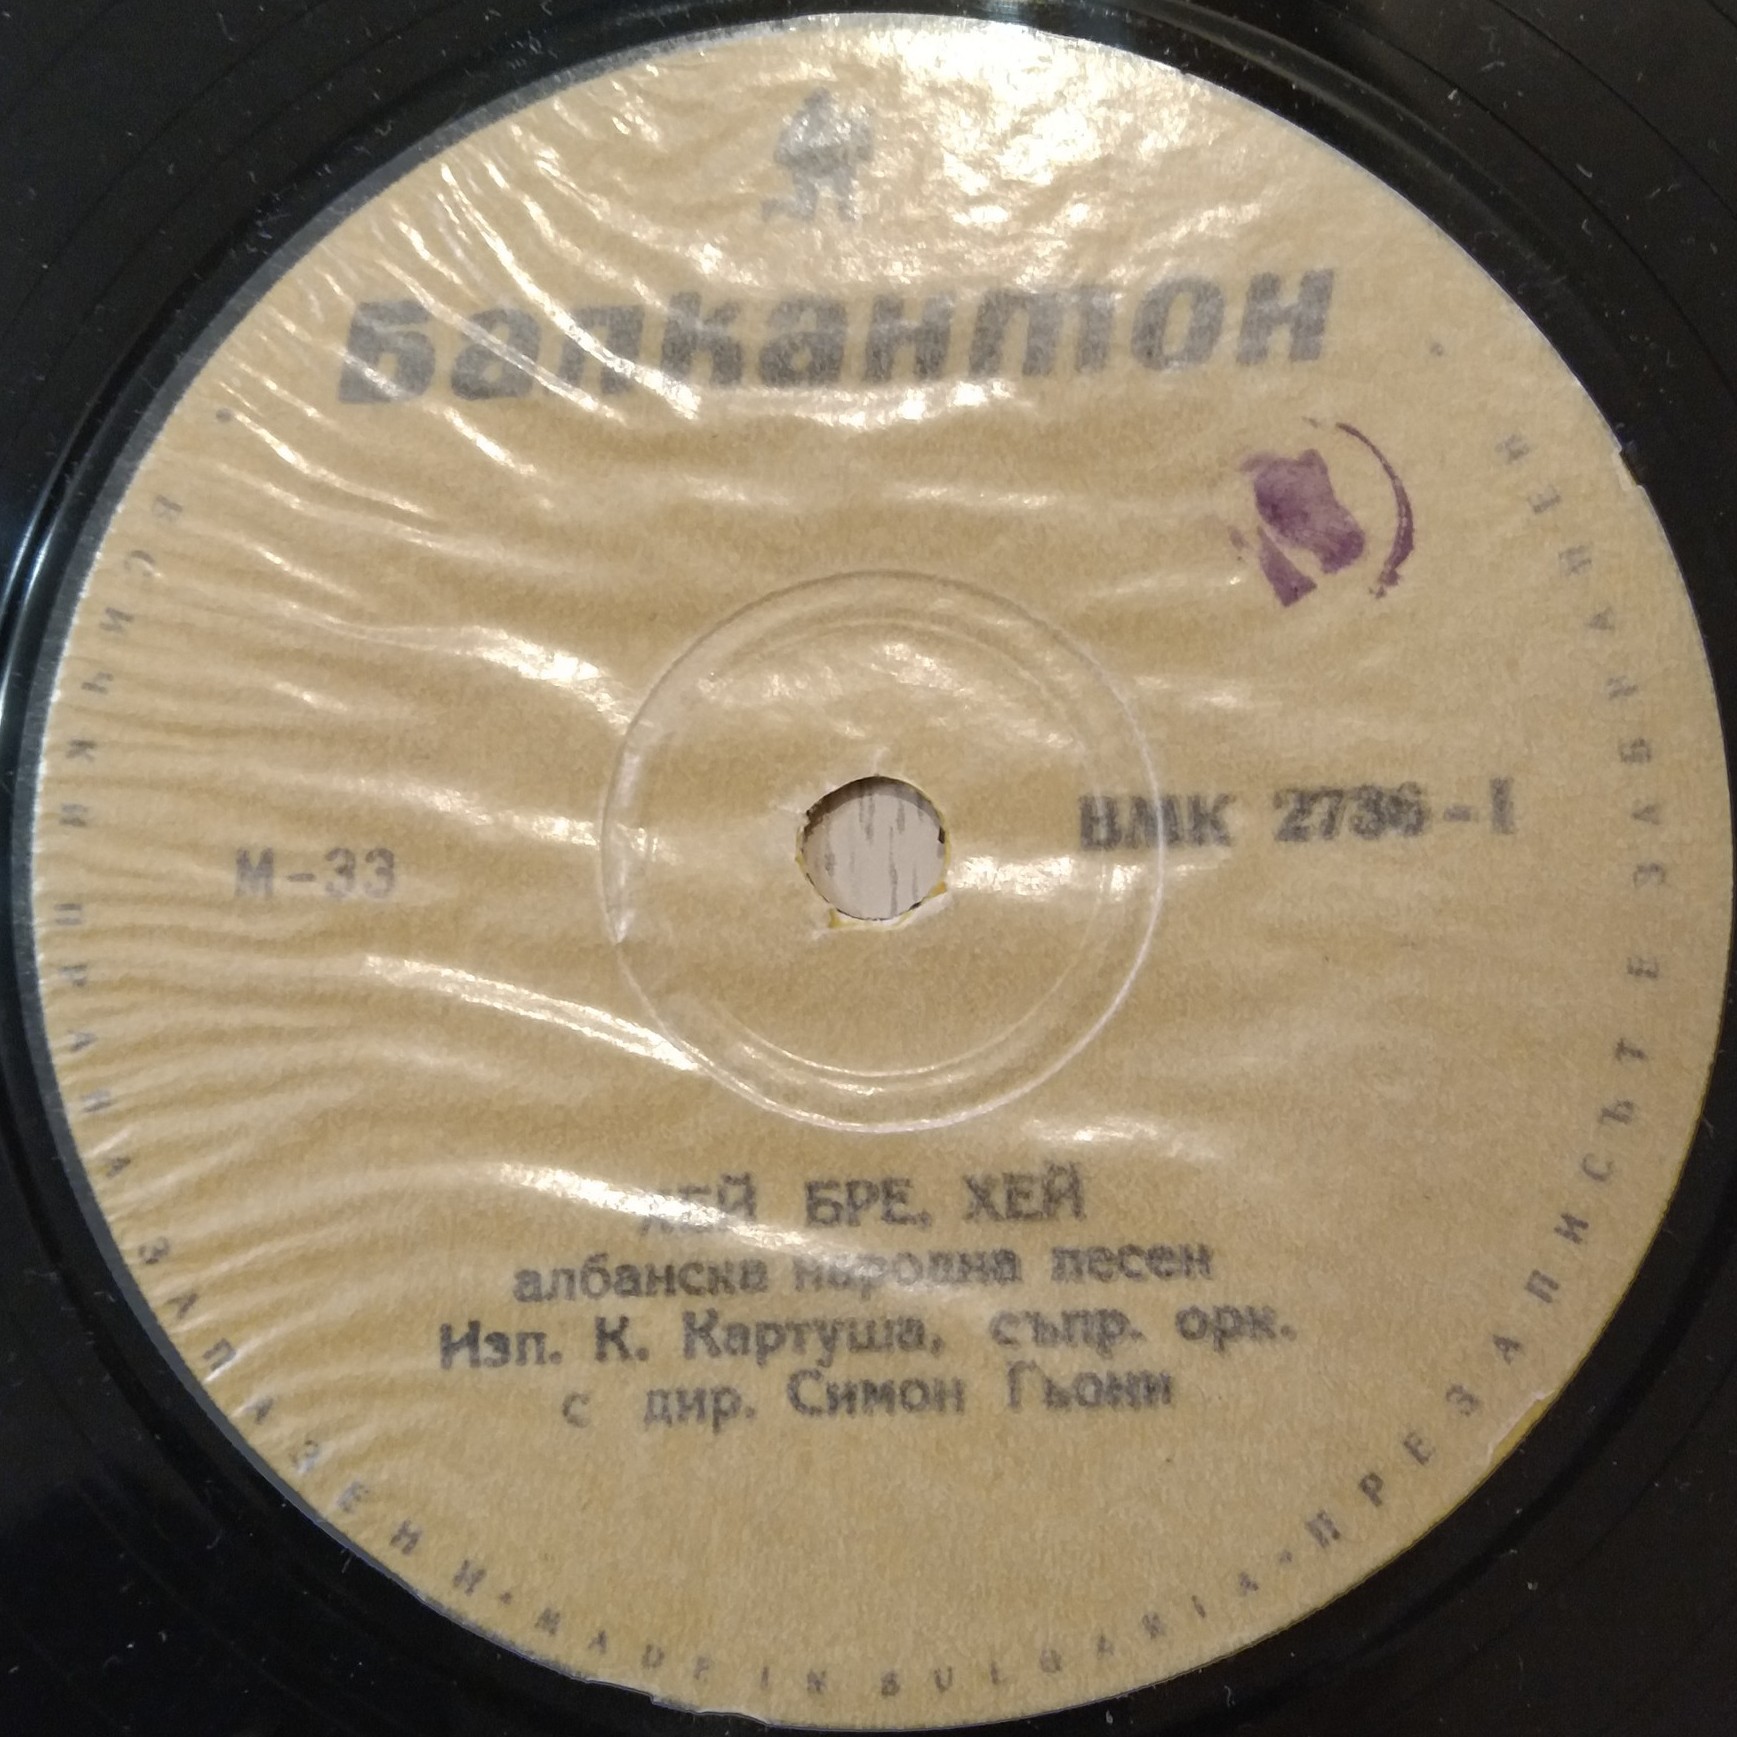 Балкантон
М-33
ВМК 2736-I
ХЕЙ БРЕ, ХЕЙ
албанска народна песен
Изп. К. Картуша, съпр. орк.
с дир. Симон Гьони
ВСИЧКИ ПРАВА ЗАПАЗЕНИ • MADE IN BULGARIA • ПРЕЗАПИСЪТ Е ЗАБРАНЕН